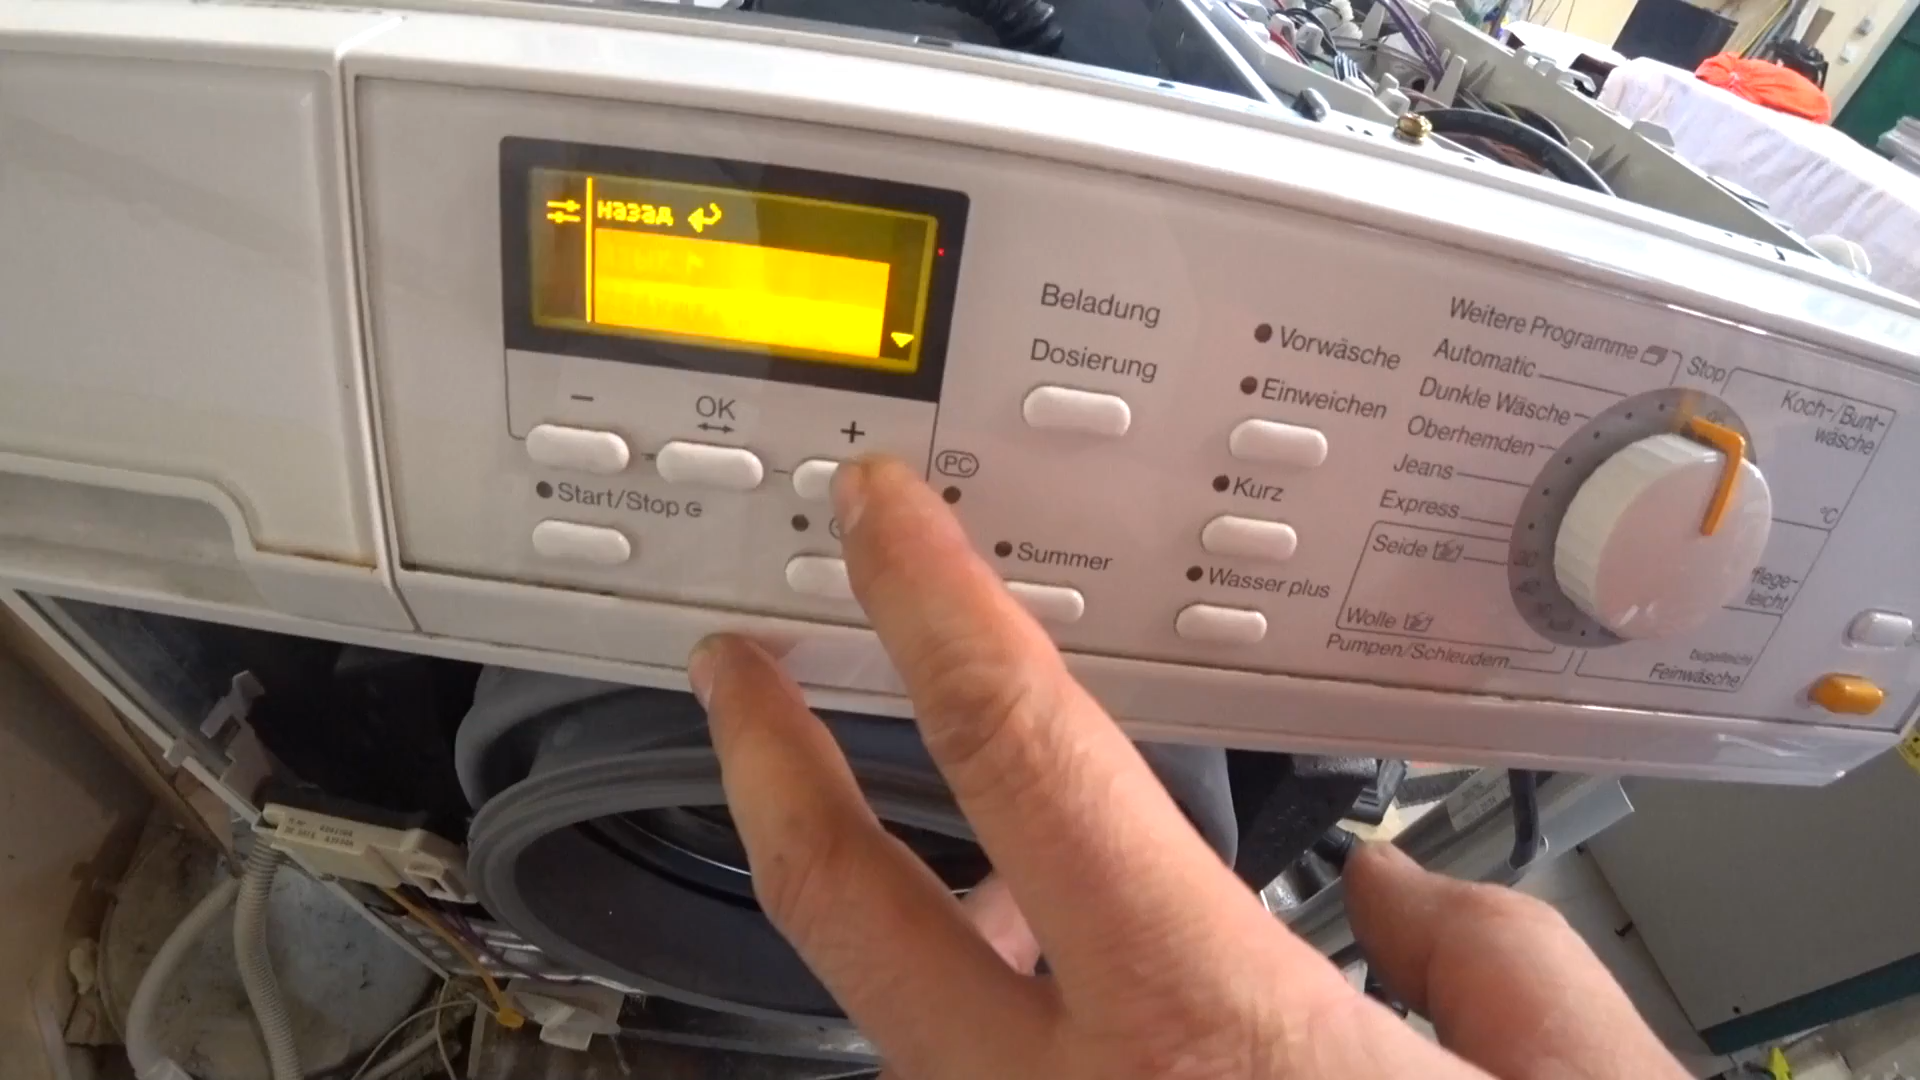 назад
−
OK
+
Start/Stop
PC
Summer
Beladung
Dosierung
Vorwäsche
Einweichen
Kurz
Wasser plus
Weitere Programme
Automatic
Dunkle Wäsche
Oberhemden
Jeans
Express
Seide
Wolle
Pumpen/Schleudern
Stop
Koch-/Bunt-
wäsche
°C
pflege-
leicht
Feinwäsche
30